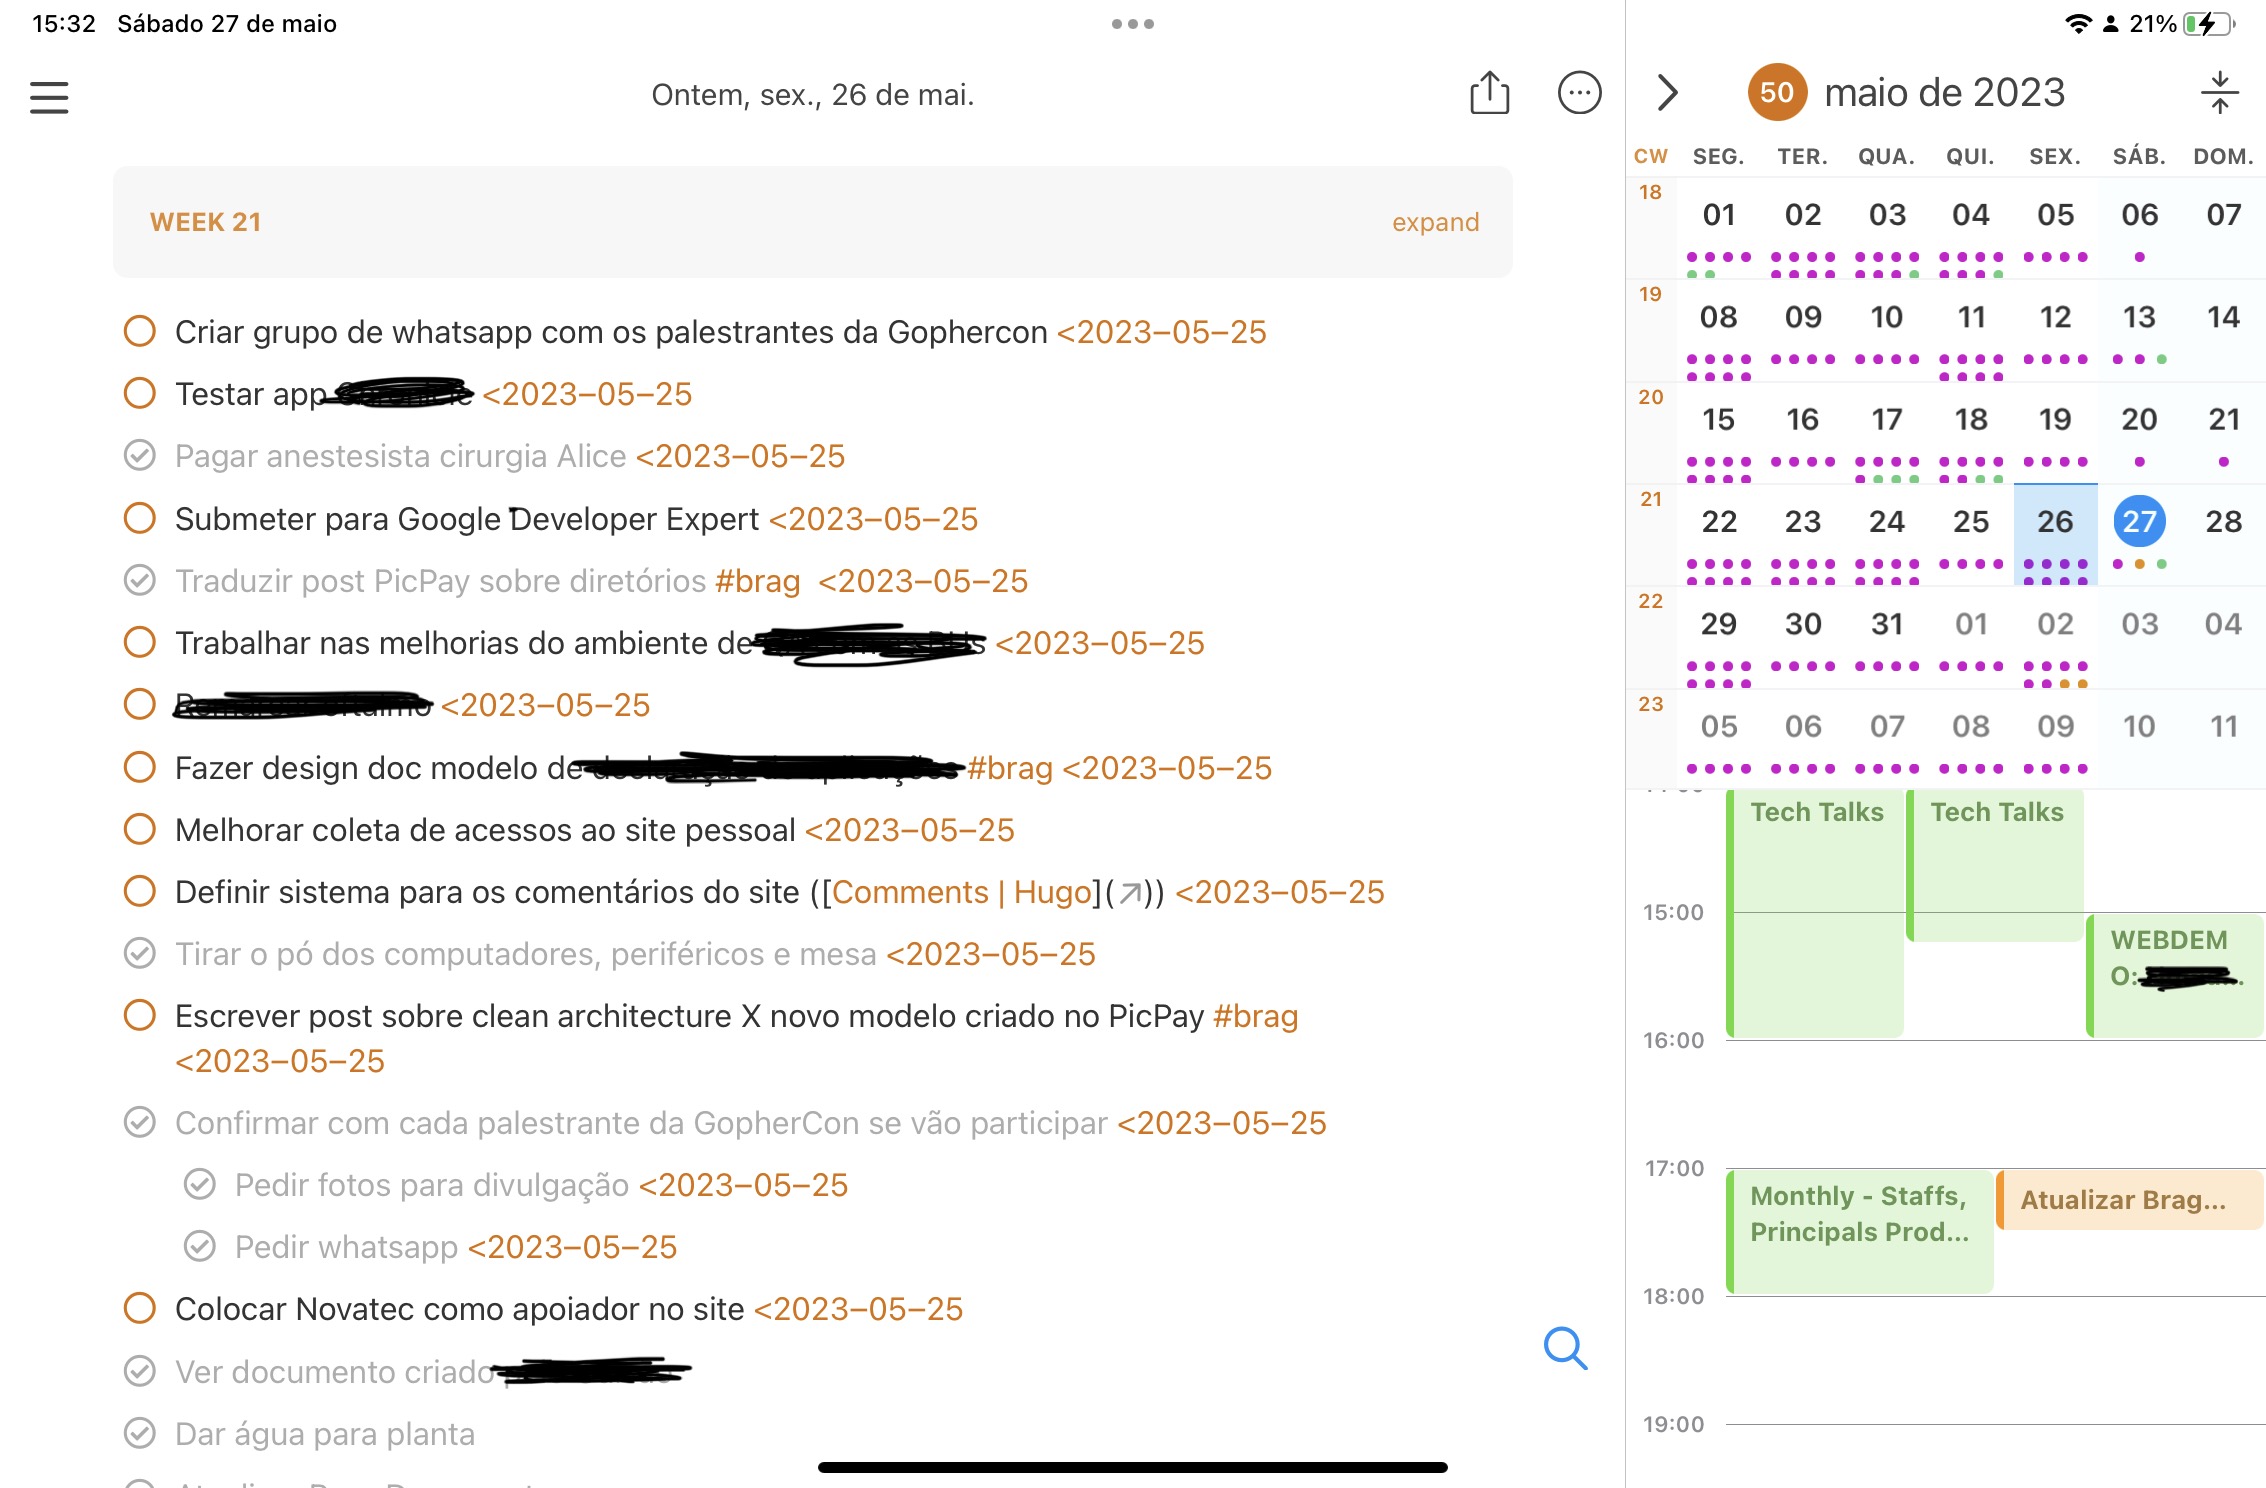 15:32 Sábado 27 de maio
21%
Ontem, sex., 26 de mai.
WEEK 21 expand
Criar grupo de whatsapp com os palestrantes da Gophercon <2023-05-25
Testar app <2023-05-25
Pagar anestesista cirurgia Alice <2023-05-25
Submeter para Google Developer Expert <2023-05-25
Traduzir post PicPay sobre diretórios #brag <2023-05-25
Trabalhar nas melhorias do ambiente de <2023-05-25
<2023-05-25
Fazer design doc modelo de #brag <2023-05-25
Melhorar coleta de acessos ao site pessoal <2023-05-25
Definir sistema para os comentários do site ([Comments | Hugo](↗)) <2023-05-25
Tirar o pó dos computadores, periféricos e mesa <2023-05-25
Escrever post sobre clean architecture X novo modelo criado no PicPay #brag
<2023-05-25
Confirmar com cada palestrante da GopherCon se vão participar <2023-05-25
Pedir fotos para divulgação <2023-05-25
Pedir whatsapp <2023-05-25
Colocar Novatec como apoiador no site <2023-05-25
Ver documento criado
Dar água para planta
50 maio de 2023
CW SEG. TER. QUA. QUI. SEX. SÁB. DOM.
18 01 02 03 04 05 06 07
19 08 09 10 11 12 13 14
20 15 16 17 18 19 20 21
21 22 23 24 25 26 27 28
22 29 30 31 01 02 03 04
23 05 06 07 08 09 10 11
Tech Talks Tech Talks
15:00
WEBDEM
O:
16:00
17:00
Monthly - Staffs,
Principals Prod...
Atualizar Brag...
18:00
19:00